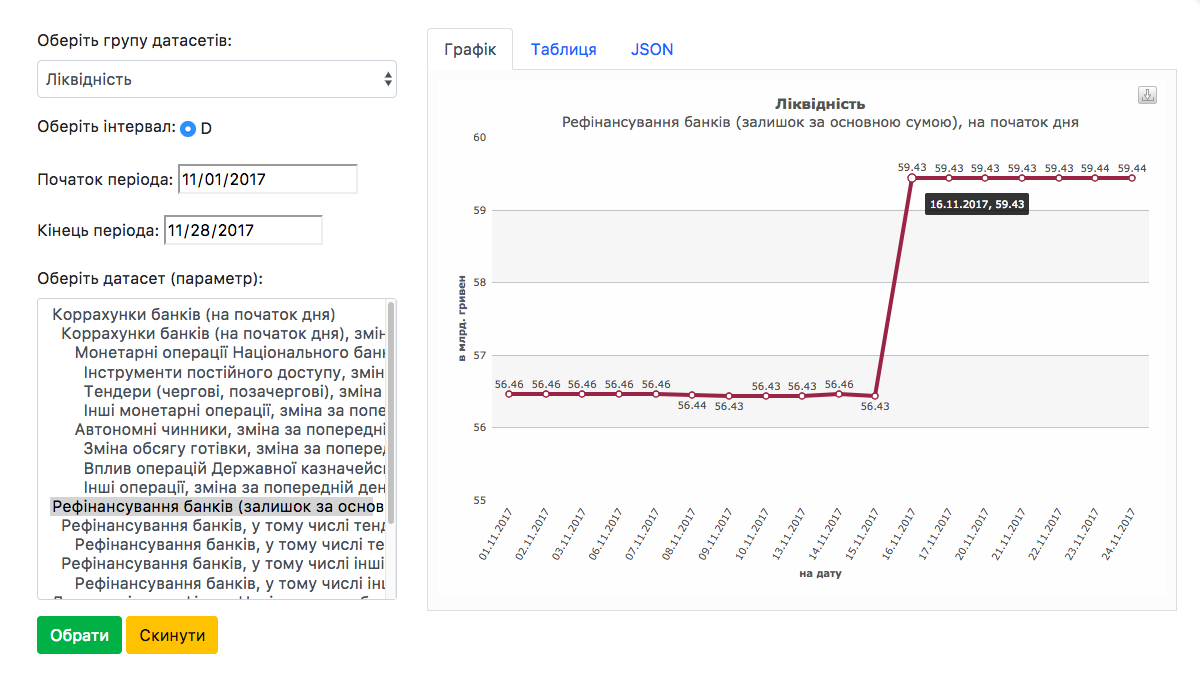 Оберіть групу датасетів:
Ліквідність
Оберіть інтервал: D
Початок періода: 11/01/2017
Кінець періода: 11/28/2017
Оберіть датасет (параметр):
Коррахунки банків (на початок дня)
Коррахунки банків (на початок дня), змін
Монетарні операції Національного банк
Інструменти постійного доступу, змін
Тендери (чергові, позачергові), зміна
Інші монетарні операції, зміна за попе
Автономні чинники, зміна за попередні
Зміна обсягу готівки, зміна за поперед
Вплив операцій Державної казначейс
Інші операції, зміна за попередній ден
Рефінансування банків (залишок за основ
Рефінансування банків, у тому числі тенд
Рефінансування банків, у тому числі те
Рефінансування банків, у тому числі інші
Рефінансування банків, у тому числі інш
Обрати Скинути
Графік Таблиця JSON
Ліквідність
Рефінансування банків (залишок за основною сумою), на початок дня
60
59
58
57
56
55
в млрд. гривен
56.46 56.46 56.46 56.46 56.46 56.44 56.43 56.43 56.43 56.46 56.43 59.43 59.43 59.43 59.43 59.43 59.44 59.44
16.11.2017, 59.43
01.11.2017 02.11.2017 03.11.2017 06.11.2017 07.11.2017 08.11.2017 09.11.2017 10.11.2017 13.11.2017 14.11.2017 15.11.2017 16.11.2017 17.11.2017 20.11.2017 21.11.2017 22.11.2017 23.11.2017 24.11.2017
на дату